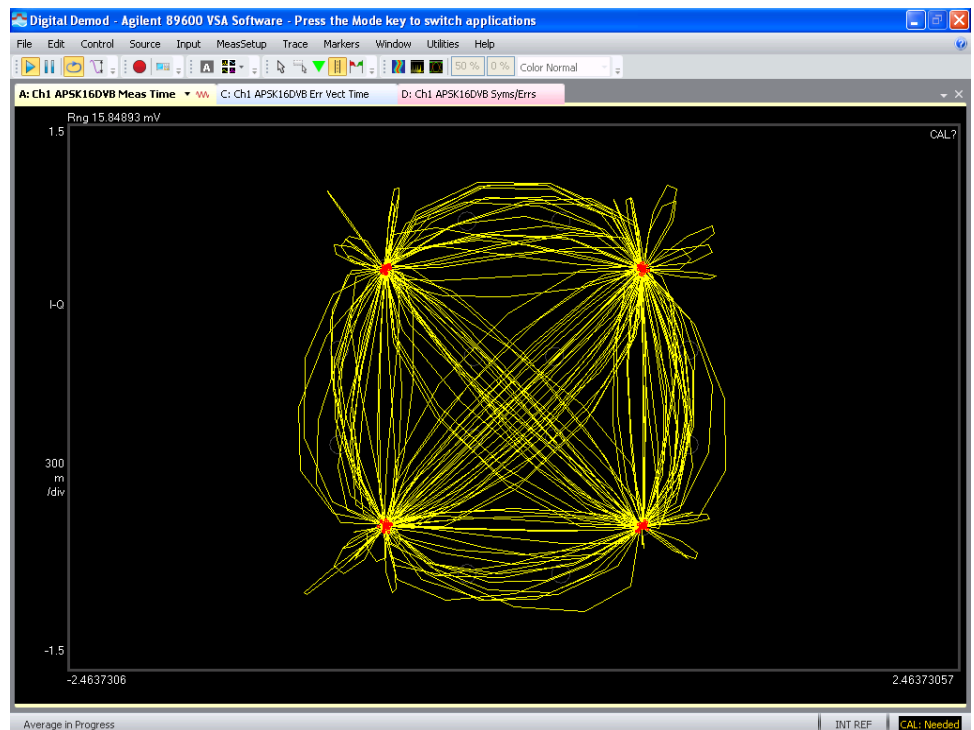 Digital Demod - Agilent 89600 VSA Software - Press the Mode key to switch applications
File Edit Control Source Input MeasSetup Trace Markers Window Utilities Help
A 50 % 0 % Color Normal
A: Ch1 APSK16DVB Meas Time C: Ch1 APSK16DVB Err Vect Time D: Ch1 APSK16DVB Syms/Errs
Rng 15.84893 mV
1.5
CAL?
I-Q
300
m
/div
-1.5
-2.4637306 2.46373057
Average in Progress INT REF CAL: Needed